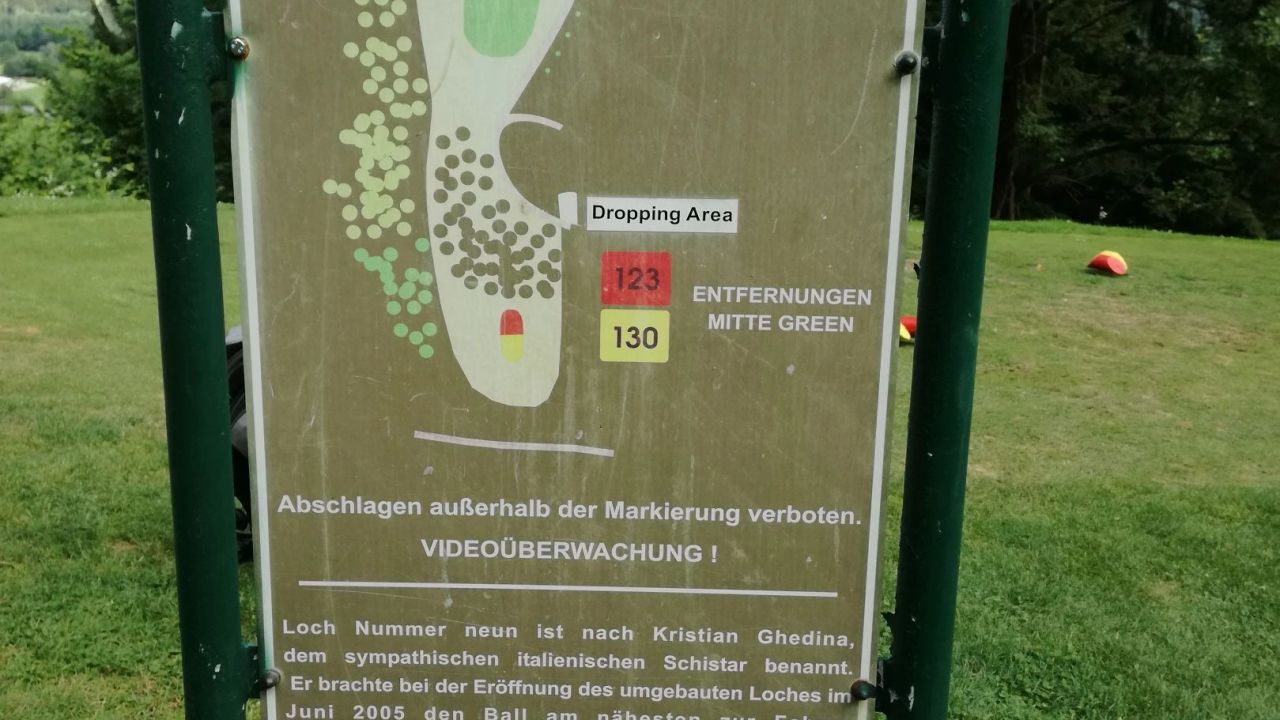 Dropping Area
123
130
ENTFERNUNGEN
MITTE GREEN
Abschlagen außerhalb der Markierung verboten.
VIDEOÜBERWACHUNG !
Loch Nummer neun ist nach Kristian Ghedina,
dem sympathischen italienischen Schistar benannt.
Er brachte bei der Eröffnung des umgebauten Loches im
Juni 2005 den Ball am nähesten zur